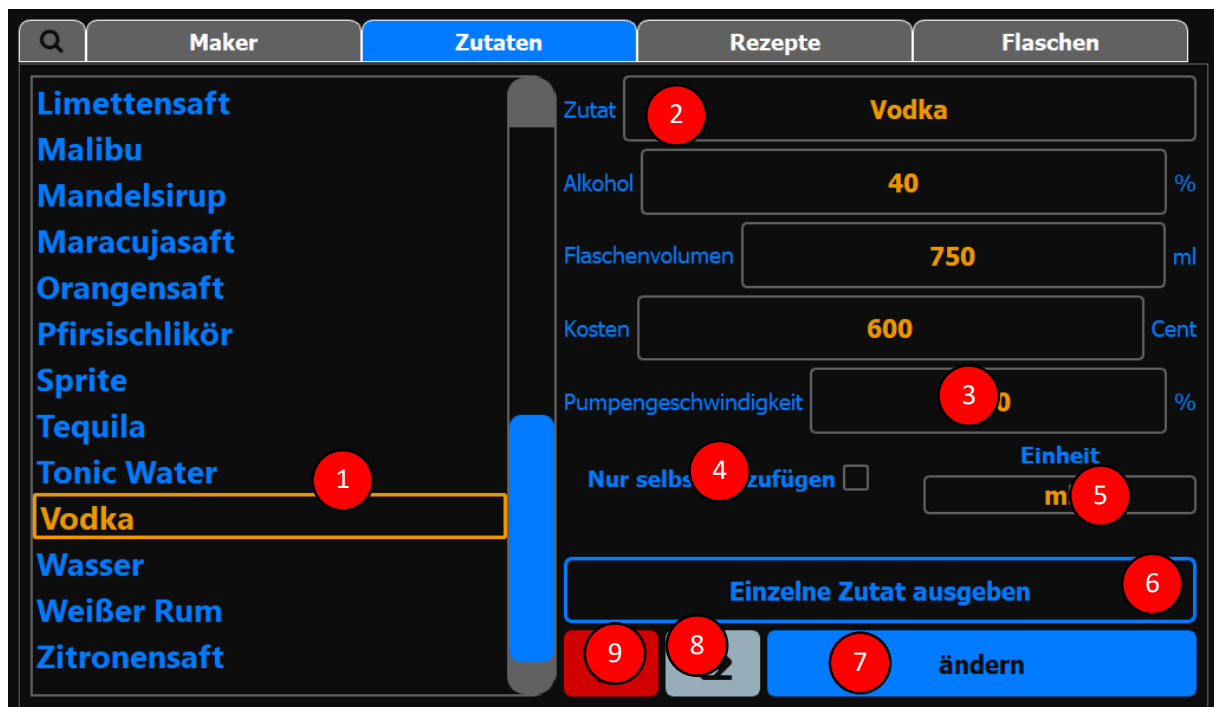 Maker Zutaten Rezepte Flaschen
Limettensaft
Malibu
Mandelsirup
Maracujasaft
Orangensaft
Pfirsischlikör
Sprite
Tequila
Tonic Water
1
Vodka
Wasser
Weißer Rum
Zitronensaft
Zutat 2 Vodka
Alkohol 40 %
Flaschenvolumen 750 ml
Kosten 600 Cent
Pumpengeschwindigkeit 3 %
Nur 4
Einheit
5
Einzelne Zutat ausgeben 6
9 8 7 ändern